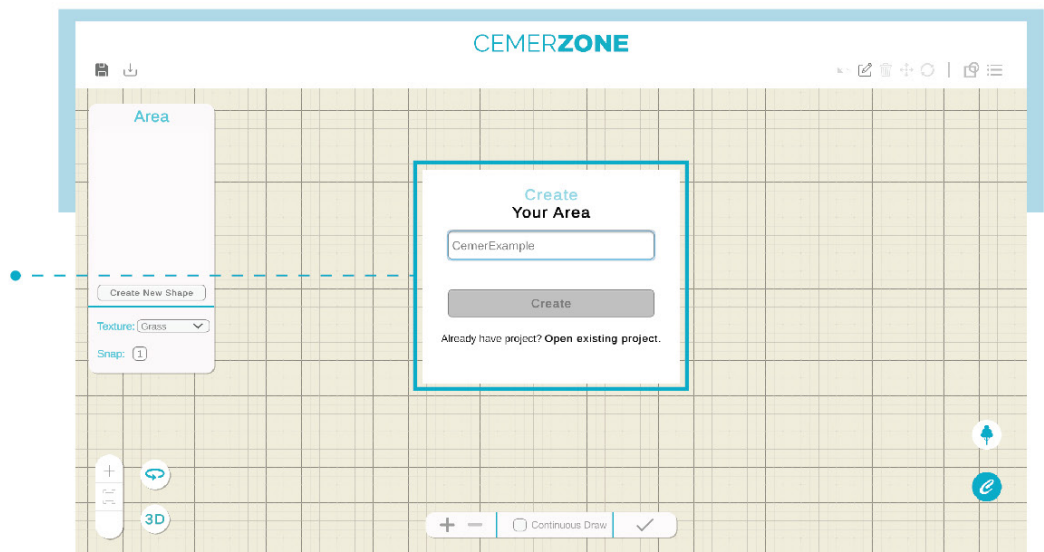 CEMERZONE
Area
Create
Your Area
CemerExample
Create New Shape
Create
Texture: Grass
Already have project? Open existing project.
Snap: 1
3D
Continuous Draw